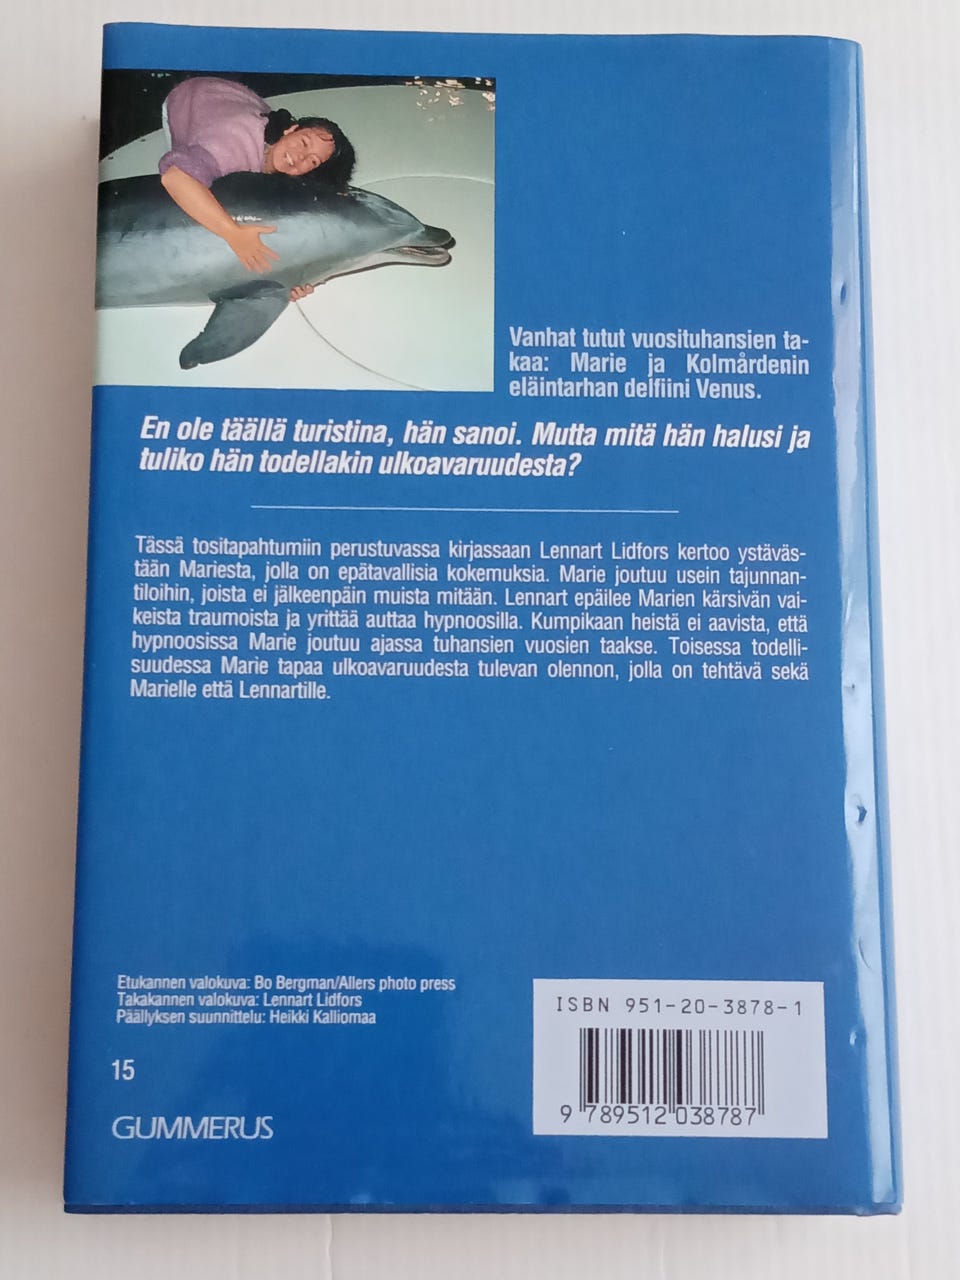 Vanhat tutut vuosituhansien ta-
kaa: Marie ja Kolmårdenin
eläintarhan delfiini Venus.
En ole täällä turistina, hän sanoi. Mutta mitä hän halusi ja
tuliko hän todellakin ulkoavaruudesta?
Tässä tositapahtumiin perustuvassa kirjassaan Lennart Lidfors kertoo ystäväs-
tään Mariesta, jolla on epätavallisia kokemuksia. Marie joutuu usein tajunnan-
tiloihin, joista ei jälkeenpäin muista mitään. Lennart epäilee Marien kärsivän vai-
keista traumoista ja yrittää auttaa hypnoosilla. Kumpikaan heistä ei aavista, että
hypnoosissa Marie joutuu ajassa tuhansien vuosien taakse. Toisessa todelli-
suudessa Marie tapaa ulkoavaruudesta tulevan olennon, jolla on tehtävä sekä
Marielle että Lennartille.
Etukannen valokuva: Bo Bergman/Allers photo press
Takakannen valokuva: Lennart Lidfors
Päällyksen suunnittelu: Heikki Kalliomaa
15
GUMMERUS
ISBN 951-20-3878-1
9 789512 038787